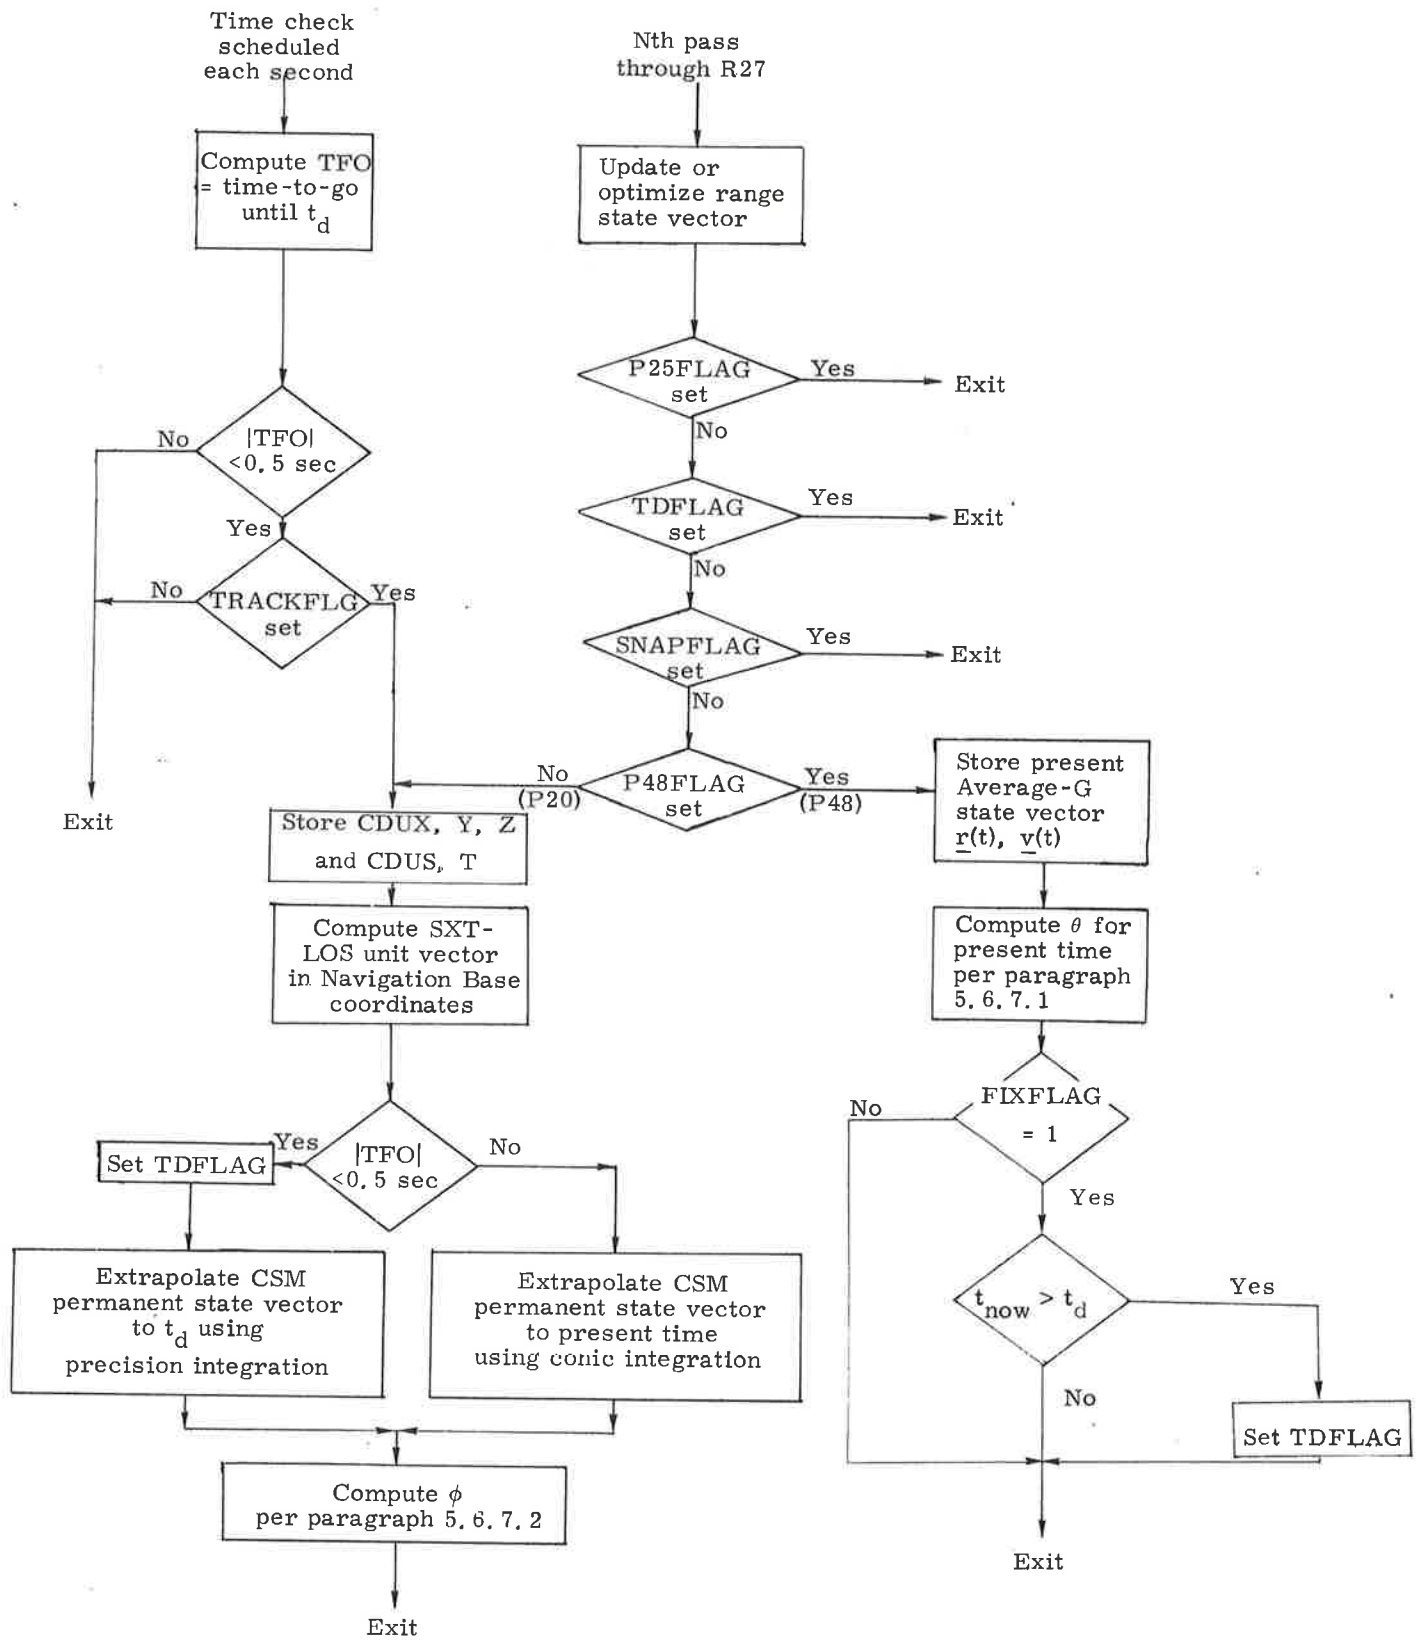 Time check
scheduled
each second
Nth pass
through R27
Compute TFO
= time-to-go
until t_d
Update or
optimize range
state vector
P25FLAG
set
Yes
Exit
No
|TFO|
<0.5 sec
No
Yes
TDFLAG
set
Yes
Exit
No
TRACKFLG
set
No
Yes
SNAPFLAG
set
Yes
Exit
No
Exit
P48FLAG
set
No
(P20)
Yes
(P48)
Store present
Average-G
state vector
r(t), v(t)
Store CDUX, Y, Z
and CDUS, T
Compute SXT-
LOS unit vector
in Navigation Base
coordinates
Compute θ for
present time
per paragraph
5.6.7.1
FIXFLAG
= 1
No
Yes
|TFO|
<0.5 sec
Yes
No
Set TDFLAG
Extrapolate CSM
permanent state vector
to t_d using
precision integration
Extrapolate CSM
permanent state vector
to present time
using conic integration
t_now > t_d
Yes
No
Set TDFLAG
Compute ϕ
per paragraph 5.6.7.2
Exit
Exit